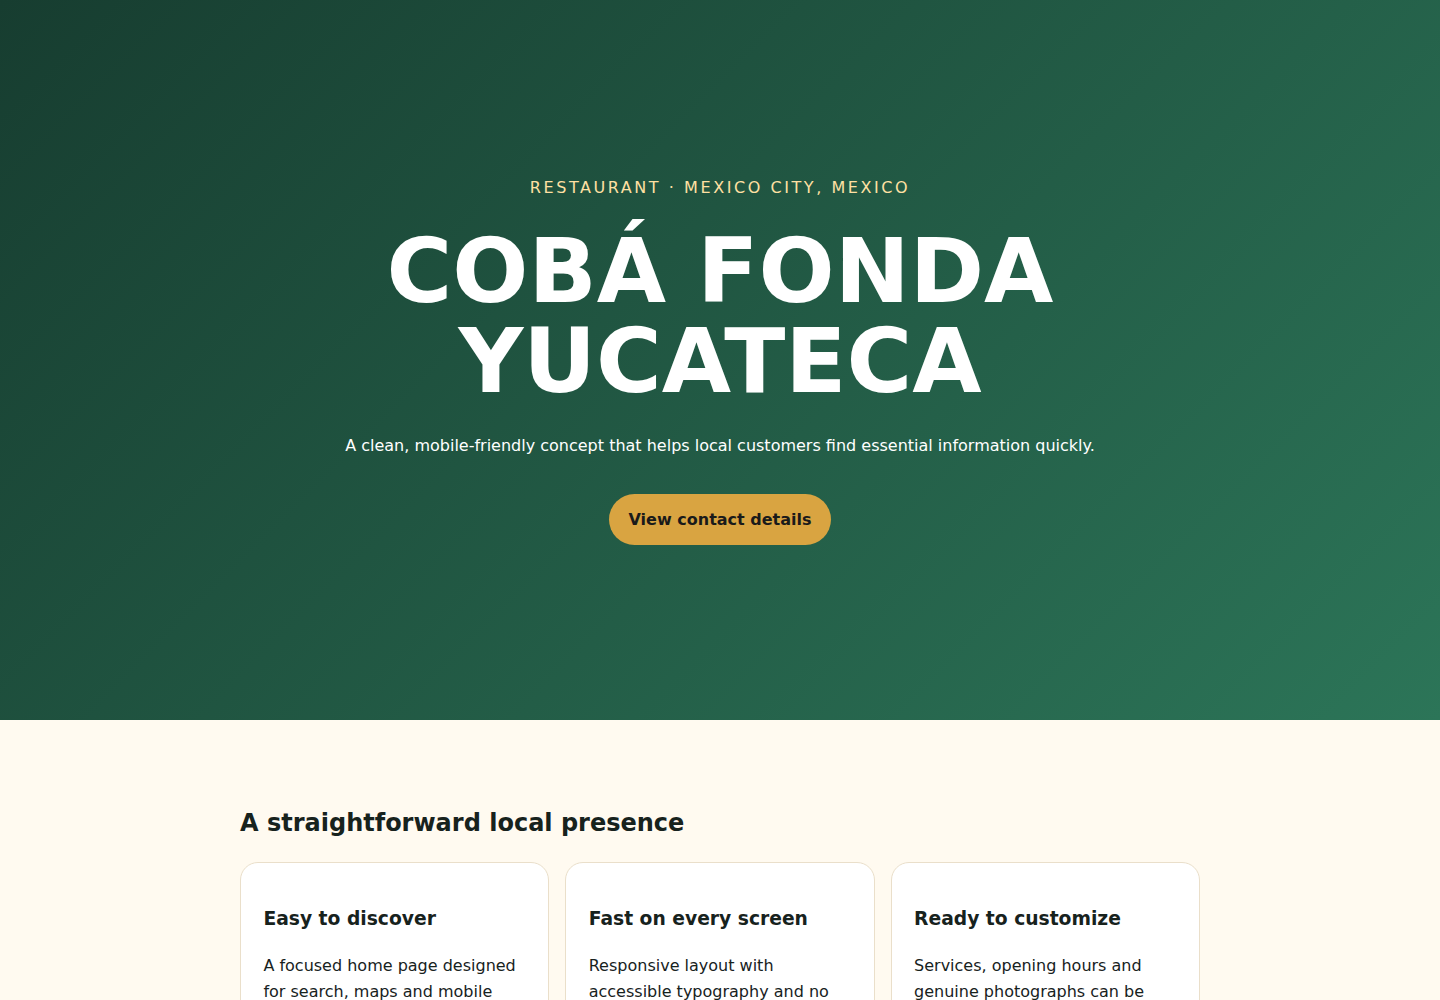 RESTAURANT · MEXICO CITY, MEXICO
COBÁ FONDA
YUCATECA
A clean, mobile-friendly concept that helps local customers find essential information quickly.
View contact details
A straightforward local presence
Easy to discover
A focused home page designed
for search, maps and mobile
Fast on every screen
Responsive layout with
accessible typography and no
Ready to customize
Services, opening hours and
genuine photographs can be